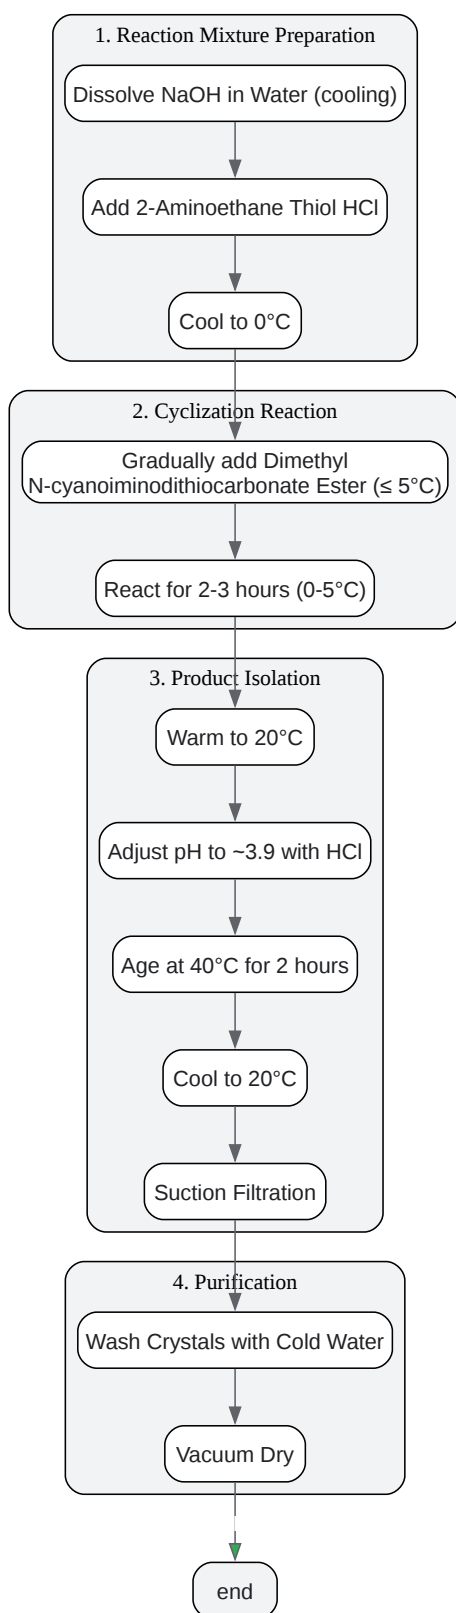 1. Reaction Mixture Preparation
Dissolve NaOH in Water (cooling)
Add 2-Aminoethane Thiol HCl
Cool to 0°C
2. Cyclization Reaction
Gradually add Dimethyl
N-cyanoiminodithiocarbonate Ester (≤ 5°C)
React for 2-3 hours (0-5°C)
3. Product Isolation
Warm to 20°C
Adjust pH to ~3.9 with HCl
Age at 40°C for 2 hours
Cool to 20°C
Suction Filtration
4. Purification
Wash Crystals with Cold Water
Vacuum Dry
end